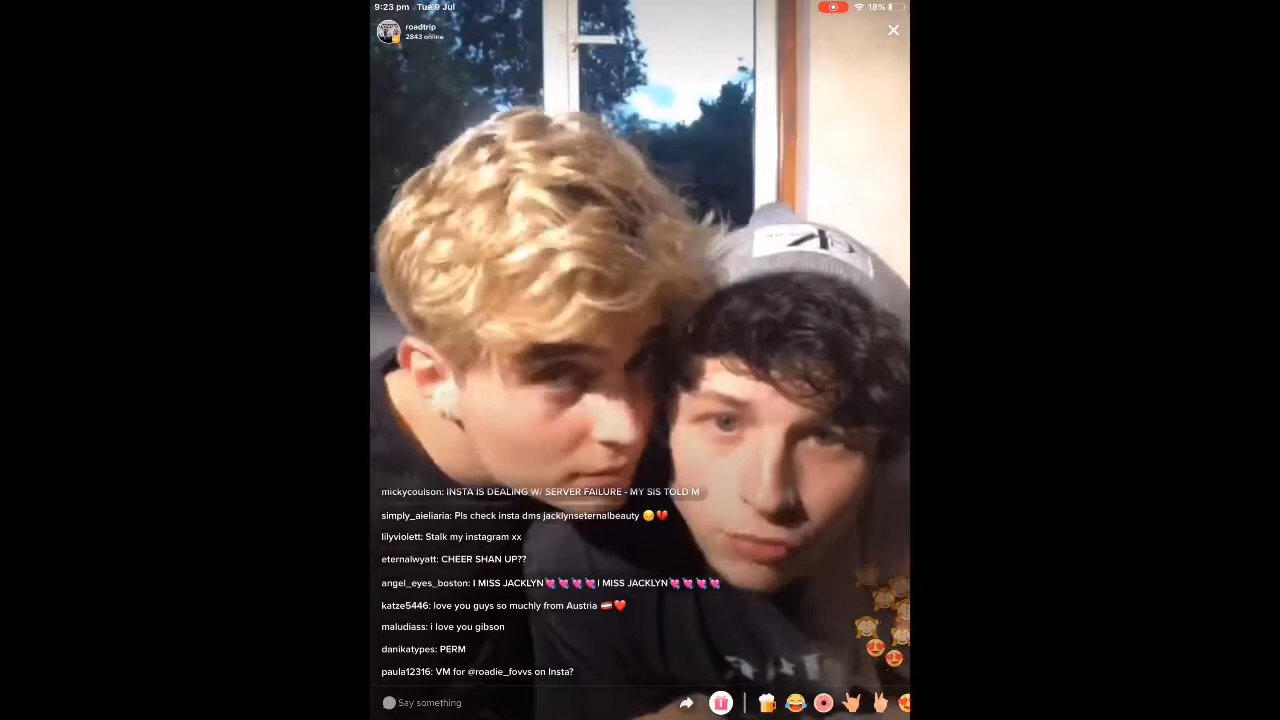 9:23 pm Tue 9 Jul
18%
roadtrip
2843 online
mickycoulson: INSTA IS DEALING W/ SERVER FAILURE - MY SiS TOLD M
simply_aieliaria: Pls check insta dms jacklynseternalbeauty 😔💔
lilyviolett: Stalk my instagram xx
eternalwyatt: CHEER SHAN UP??
angel_eyes_boston: I MISS JACKLYN💘💘💘💘I MISS JACKLYN💘💘💘💘
katze5446: love you guys so muchly from Austria 🇦🇹❤️
maludiass: i love you gibson
danikatypes: PERM
paula12316: VM for @roadie_fovvs on Insta?
Say something